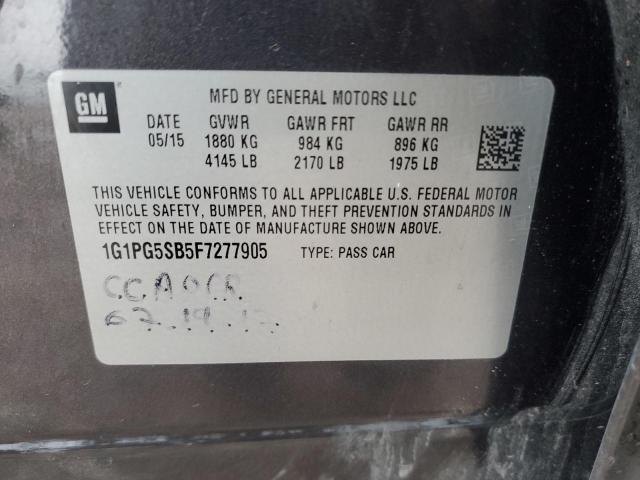 GM
MFD BY GENERAL MOTORS LLC
DATE GVWR GAWR FRT GAWR RR
05/15 1880 KG 984 KG 896 KG
4145 LB 2170 LB 1975 LB
THIS VEHICLE CONFORMS TO ALL APPLICABLE U.S. FEDERAL MOTOR
VEHICLE SAFETY, BUMPER, AND THEFT PREVENTION STANDARDS IN
EFFECT ON THE DATE OF MANUFACTURE SHOWN ABOVE.
1G1PG5SB5F7277905 TYPE: PASS CAR